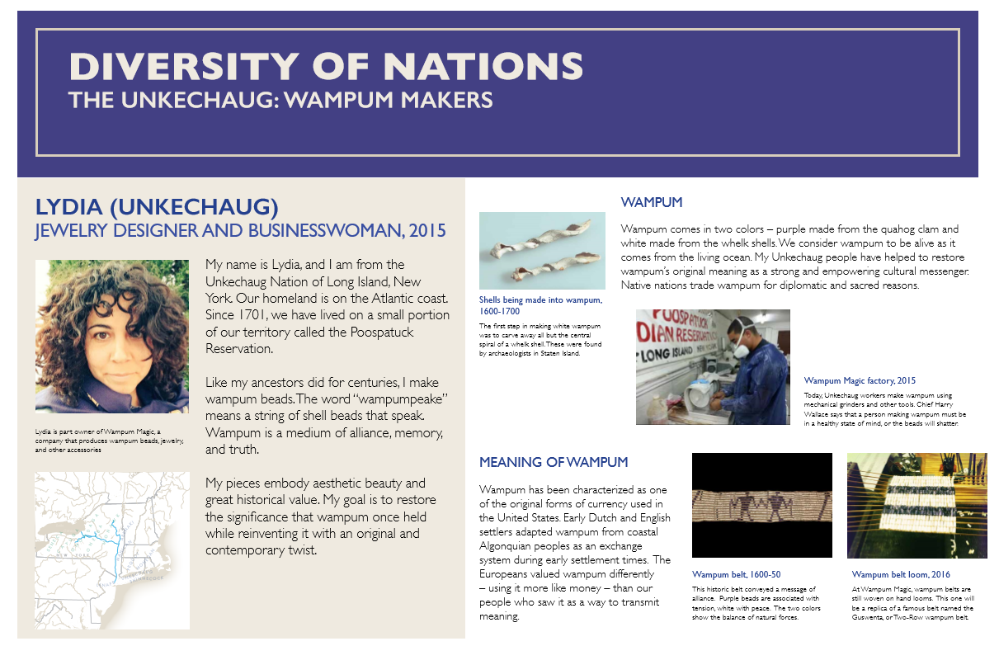 DIVERSITY OF NATIONS
THE UNKECHAUG: WAMPUM MAKERS
LYDIA (UNKECHAUG)
JEWELRY DESIGNER AND BUSINESSWOMAN, 2015
My name is Lydia, and I am from the
Unkechaug Nation of Long Island, New
York. Our homeland is on the Atlantic coast.
Since 1701, we have lived on a small portion
of our territory called the Poospatuck
Reservation.
Like my ancestors did for centuries, I make
wampum beads. The word “wampumpeake”
means a string of shell beads that speak.
Wampum is a medium of alliance, memory,
and truth.
My pieces embody aesthetic beauty and
great historical value. My goal is to restore
the significance that wampum once held
while reinventing it with an original and
contemporary twist.
Lydia is part owner of Wampum Magic, a
company that produces wampum beads, jewelry,
and other accessories
NEW YORK
UNKECHAUG
SHINNECOCK
Shells being made into wampum,
1600-1700
The first step in making white wampum
was to carve away all but the central
spiral of a whelk shell. These were found
by archaeologists in Staten Island.
WAMPUM
Wampum comes in two colors – purple made from the quahog clam and
white made from the whelk shells. We consider wampum to be alive as it
comes from the living ocean. My Unkechaug people have helped to restore
wampum’s original meaning as a strong and empowering cultural messenger.
Native nations trade wampum for diplomatic and sacred reasons.
POOSPATUCK
DIAN RESERVATIO
LONG ISLAND
Wampum Magic factory, 2015
Today, Unkechaug workers make wampum using
mechanical grinders and other tools. Chief Harry
Wallace says that a person making wampum must be
in a healthy state of mind, or the beads will shatter.
MEANING OF WAMPUM
Wampum has been characterized as one
of the original forms of currency used in
the United States. Early Dutch and English
settlers adapted wampum from coastal
Algonquian peoples as an exchange
system during early settlement times. The
Europeans valued wampum differently
– using it more like money – than our
people who saw it as a way to transmit
meaning.
Wampum belt, 1600-50
This historic belt conveyed a message of
alliance. Purple beads are associated with
tension, white with peace. The two colors
show the balance of natural forces.
Wampum belt loom, 2016
At Wampum Magic, wampum belts are
still woven on hand looms. This one will
be a replica of a famous belt named the
Guswenta, or Two-Row wampum belt.